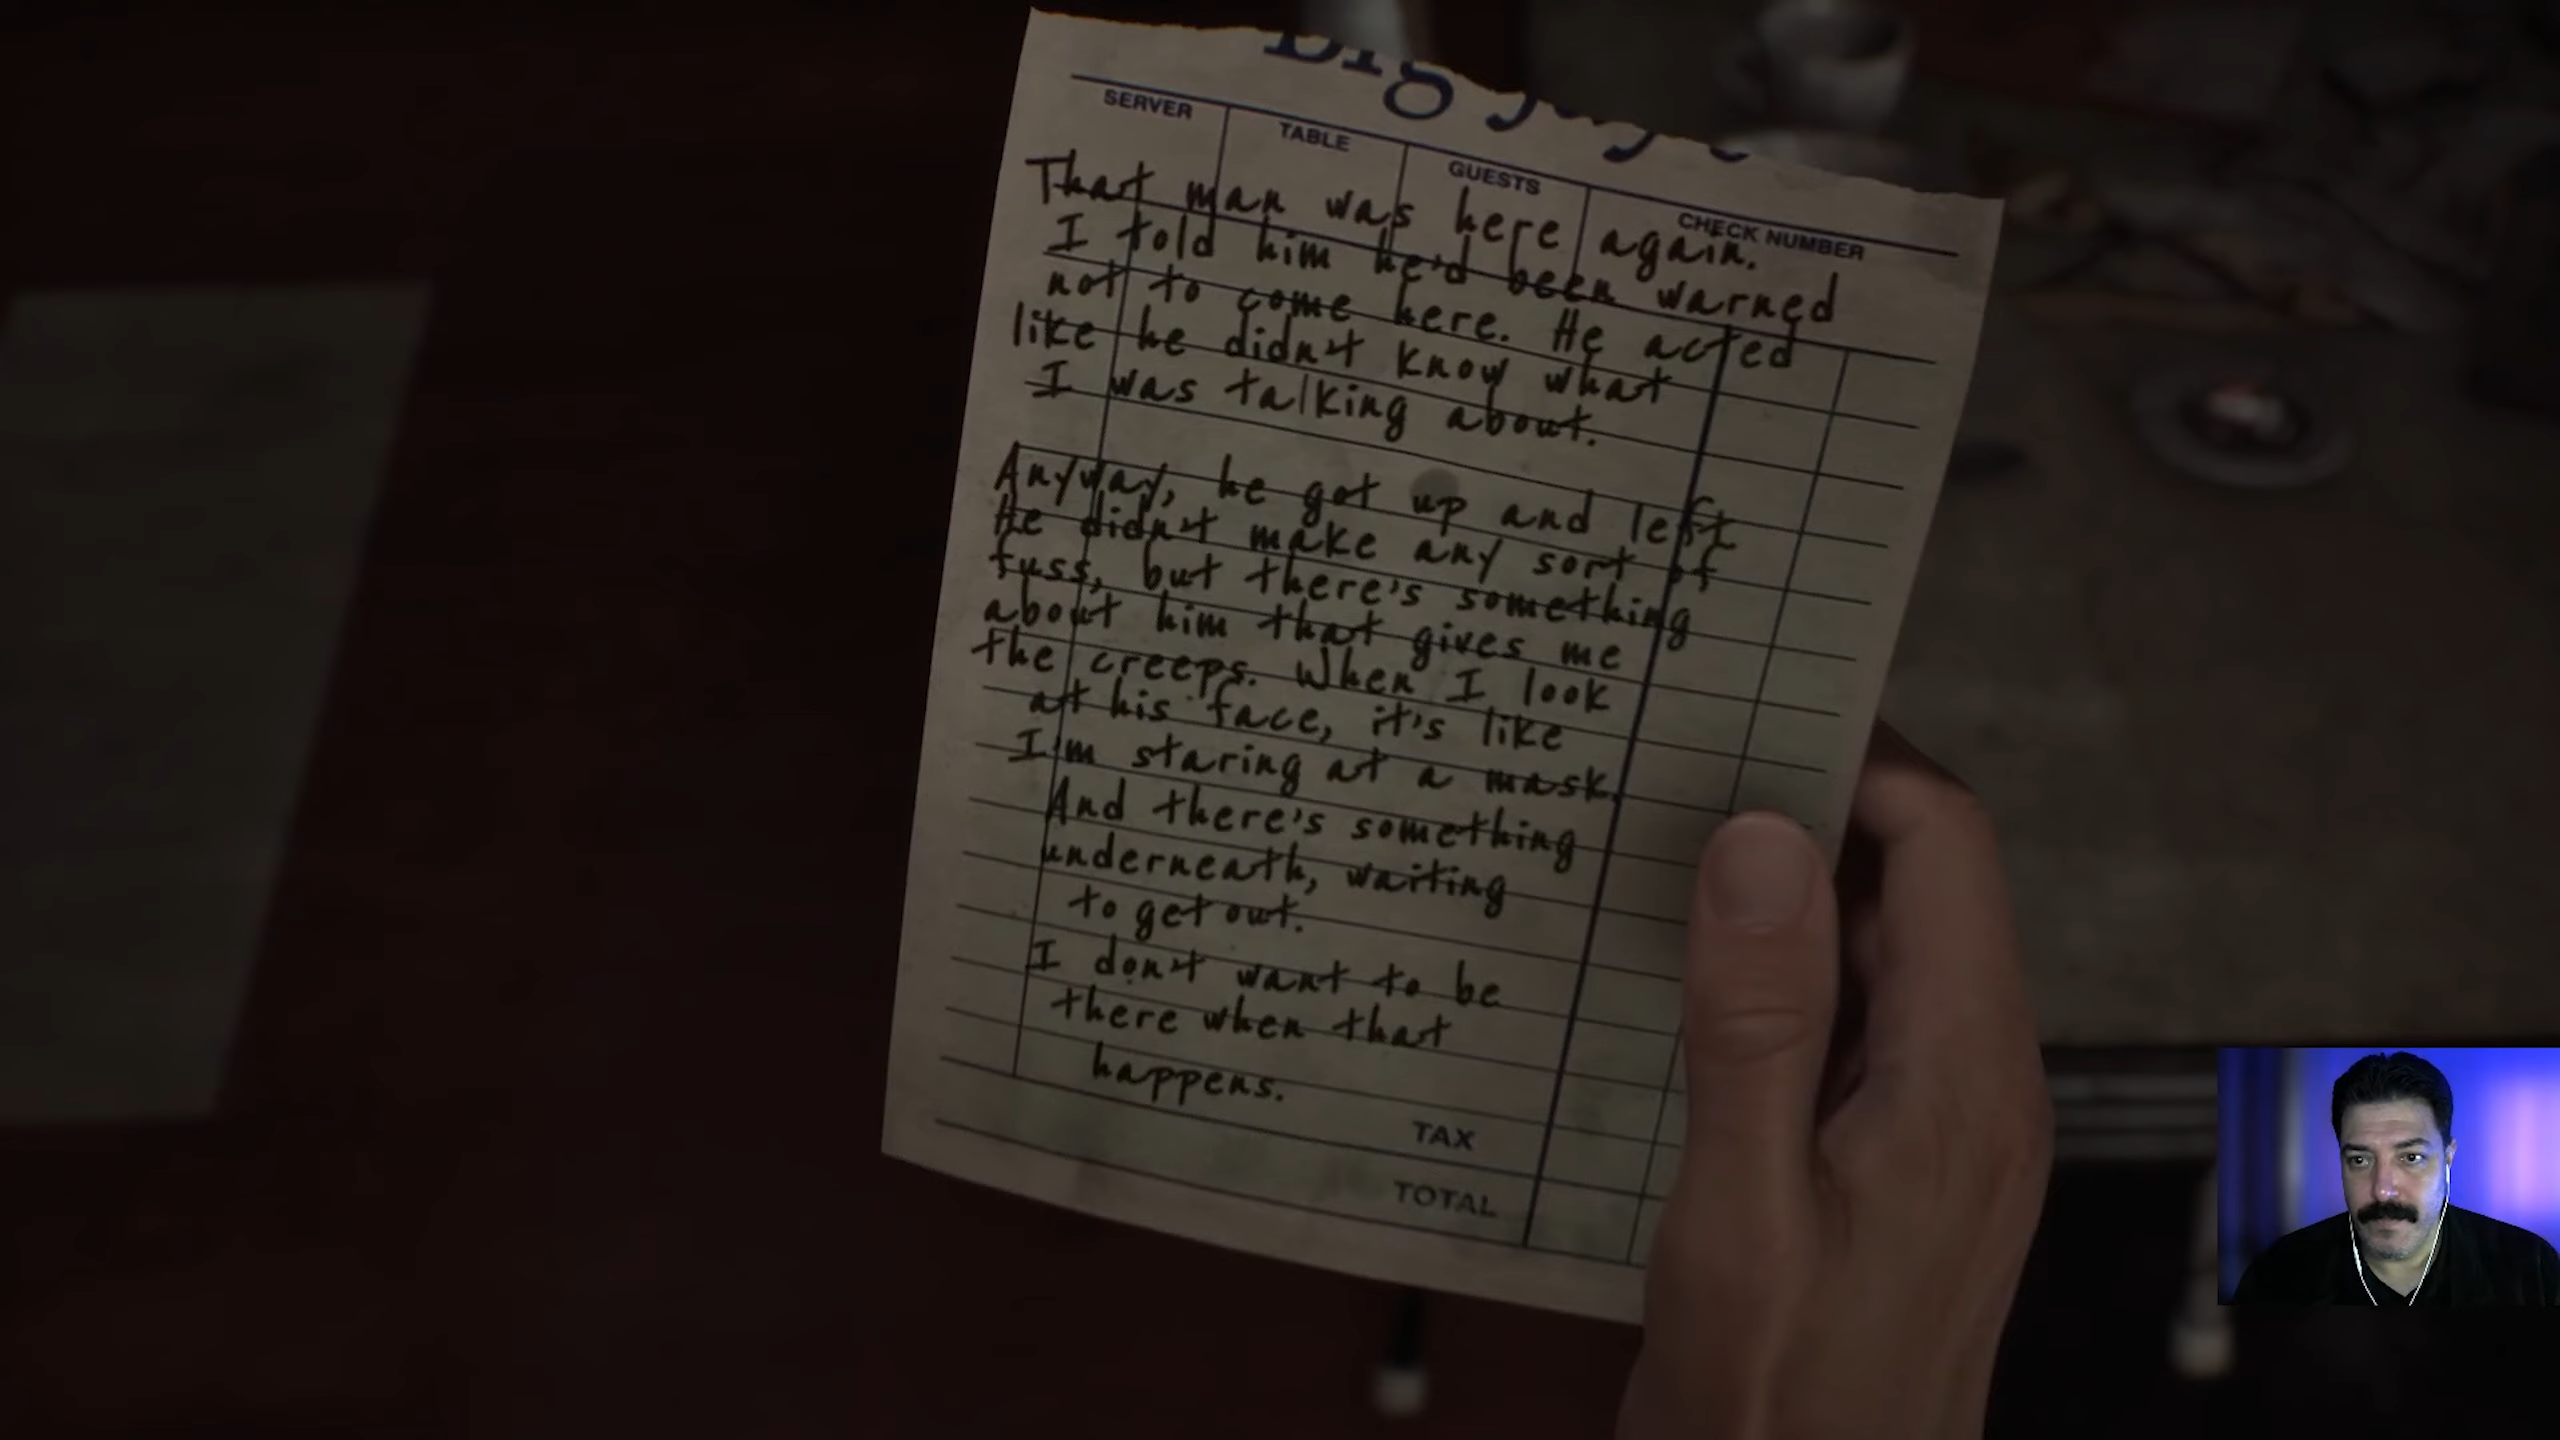 Big Jay's
SERVER
TABLE
GUESTS
CHECK NUMBER
That man was here again.
I told him he'd been warned
not to come here. He acted
like he didn't know what
I was talking about.
Anyway, he got up and left
He didn't make any sort of
fuss, but there's something
about him that gives me
the creeps. When I look
at his face, it's like
I'm staring at a mask.
And there's something
underneath, waiting
to get out.
I don't want to be
there when that
happens.
TAX
TOTAL